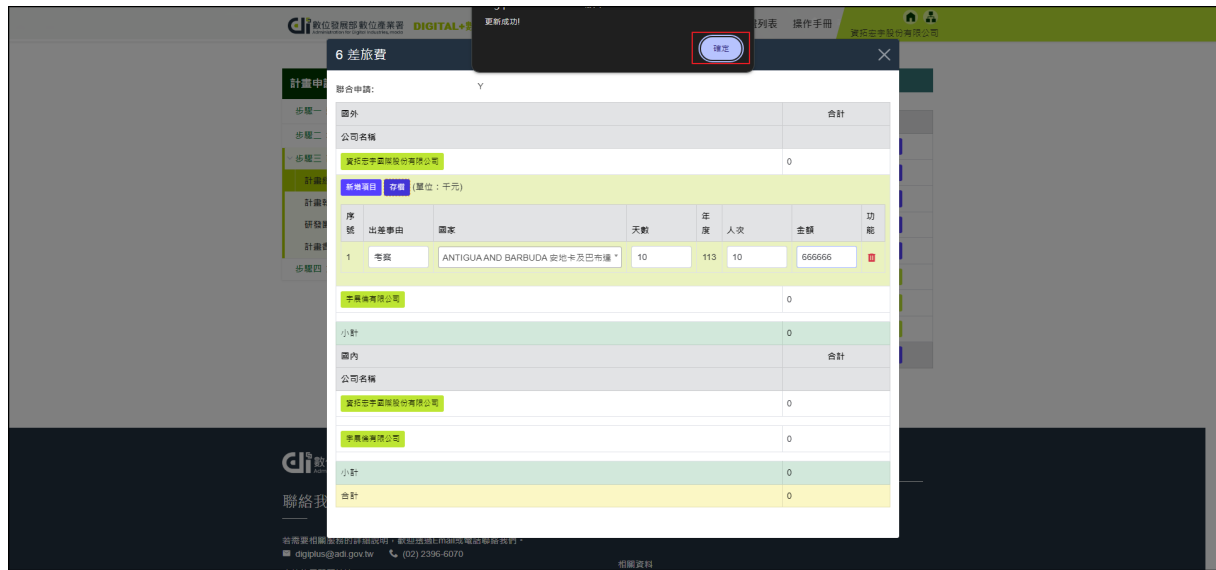 數位發展部數位產業署 DIGITAL+
Administration for Digital Industries, moda
更新成功!
列表 操作手冊
資拓宏宇股份有限公司
確定
6 差旅費
計畫申
聯合申請: Y
步驟一
步驟二
步驟三
計畫
計畫
研發
計畫書
步驟四
國外 合計
公司名稱
資拓宏宇國際股份有限公司 0
新增項目 存檔 (單位：千元)
序號 出差事由 國家 天數 年度 人次 金額 功能
1 考察 ANTIGUA AND BARBUDA 安地卡及巴布達 10 113 10 666666
宇晨倫有限公司 0
小計 0
國內 合計
公司名稱
資拓宏宇國際股份有限公司 0
宇晨倫有限公司 0
小計 0
合計 0
數
聯絡我
若需要相關服務的詳細說明，歡迎透過Email或電話聯絡我們。
digiplus@adi.gov.tw (02) 2396-6070
相關資料